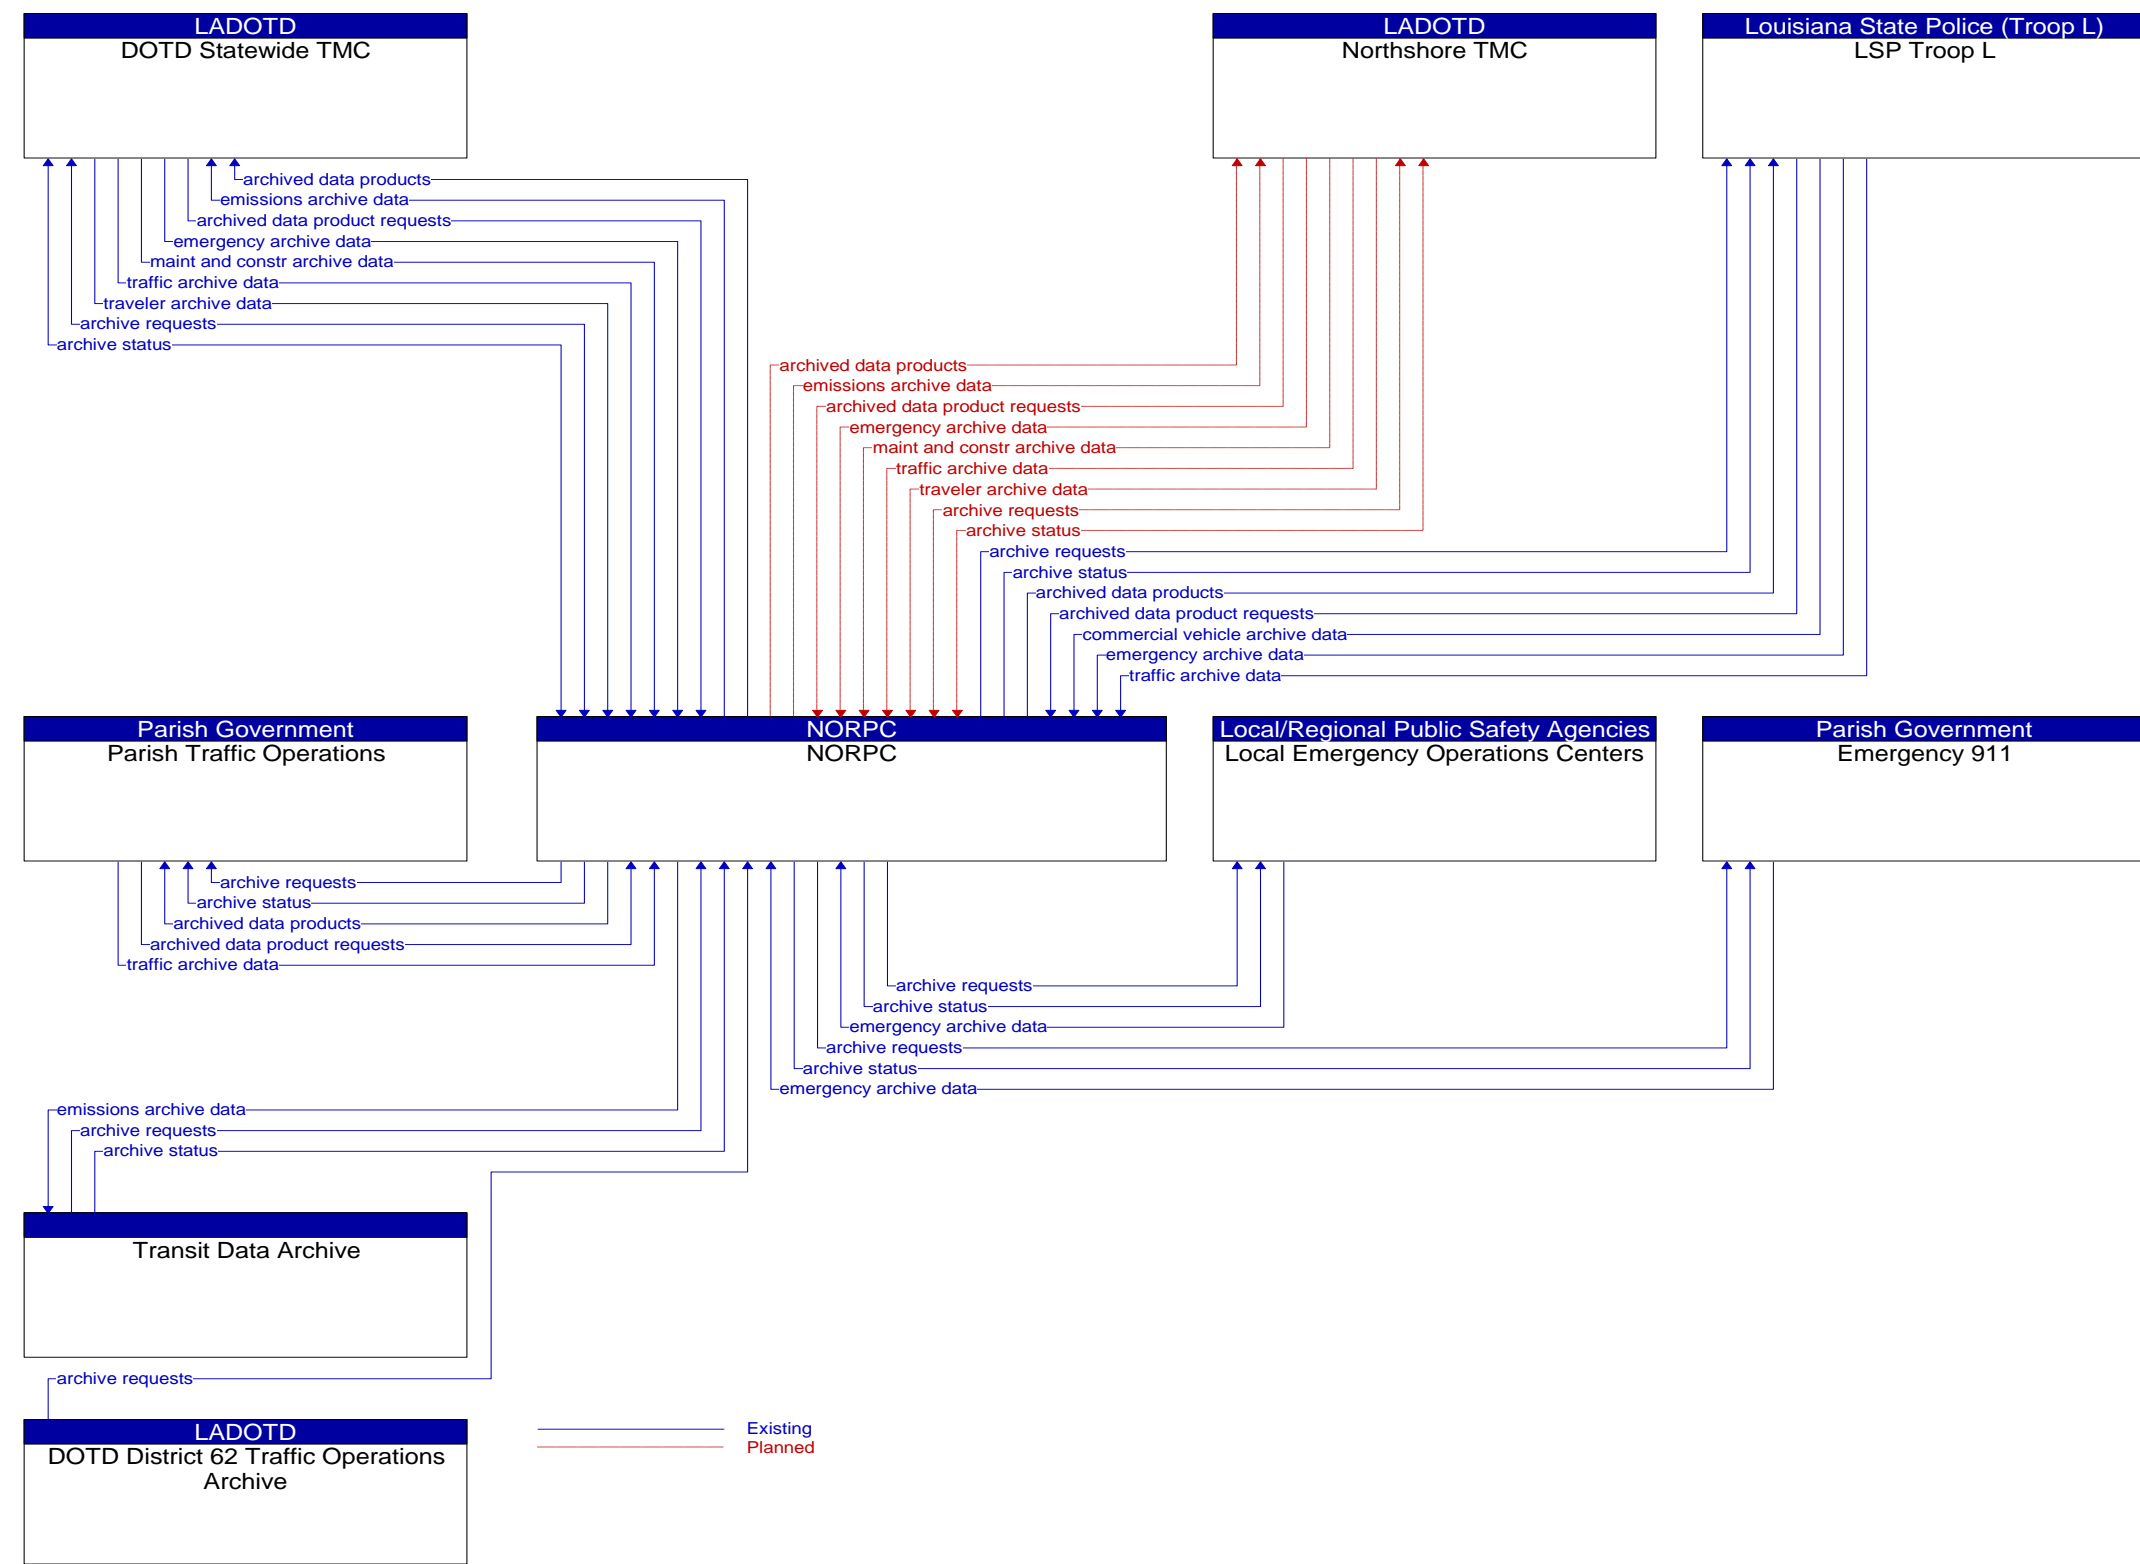 LADOTD
DOTD Statewide TMC
LADOTD
Northshore TMC
Louisiana State Police (Troop L)
LSP Troop L
archived data products
emissions archive data
archived data product requests
emergency archive data
maint and constr archive data
traffic archive data
traveler archive data
archive requests
archive status
archived data products
emissions archive data
archived data product requests
emergency archive data
maint and constr archive data
traffic archive data
traveler archive data
archive requests
archive status
archive requests
archive status
archived data products
archived data product requests
commercial vehicle archive data
emergency archive data
traffic archive data
Parish Government
Parish Traffic Operations
NORPC
NORPC
Local/Regional Public Safety Agencies
Local Emergency Operations Centers
Parish Government
Emergency 911
archive requests
archive status
archived data products
archived data product requests
traffic archive data
archive requests
archive status
emergency archive data
archive requests
archive status
emergency archive data
emissions archive data
archive requests
archive status
Transit Data Archive
archive requests
LADOTD
DOTD District 62 Traffic Operations
Archive
Existing
Planned